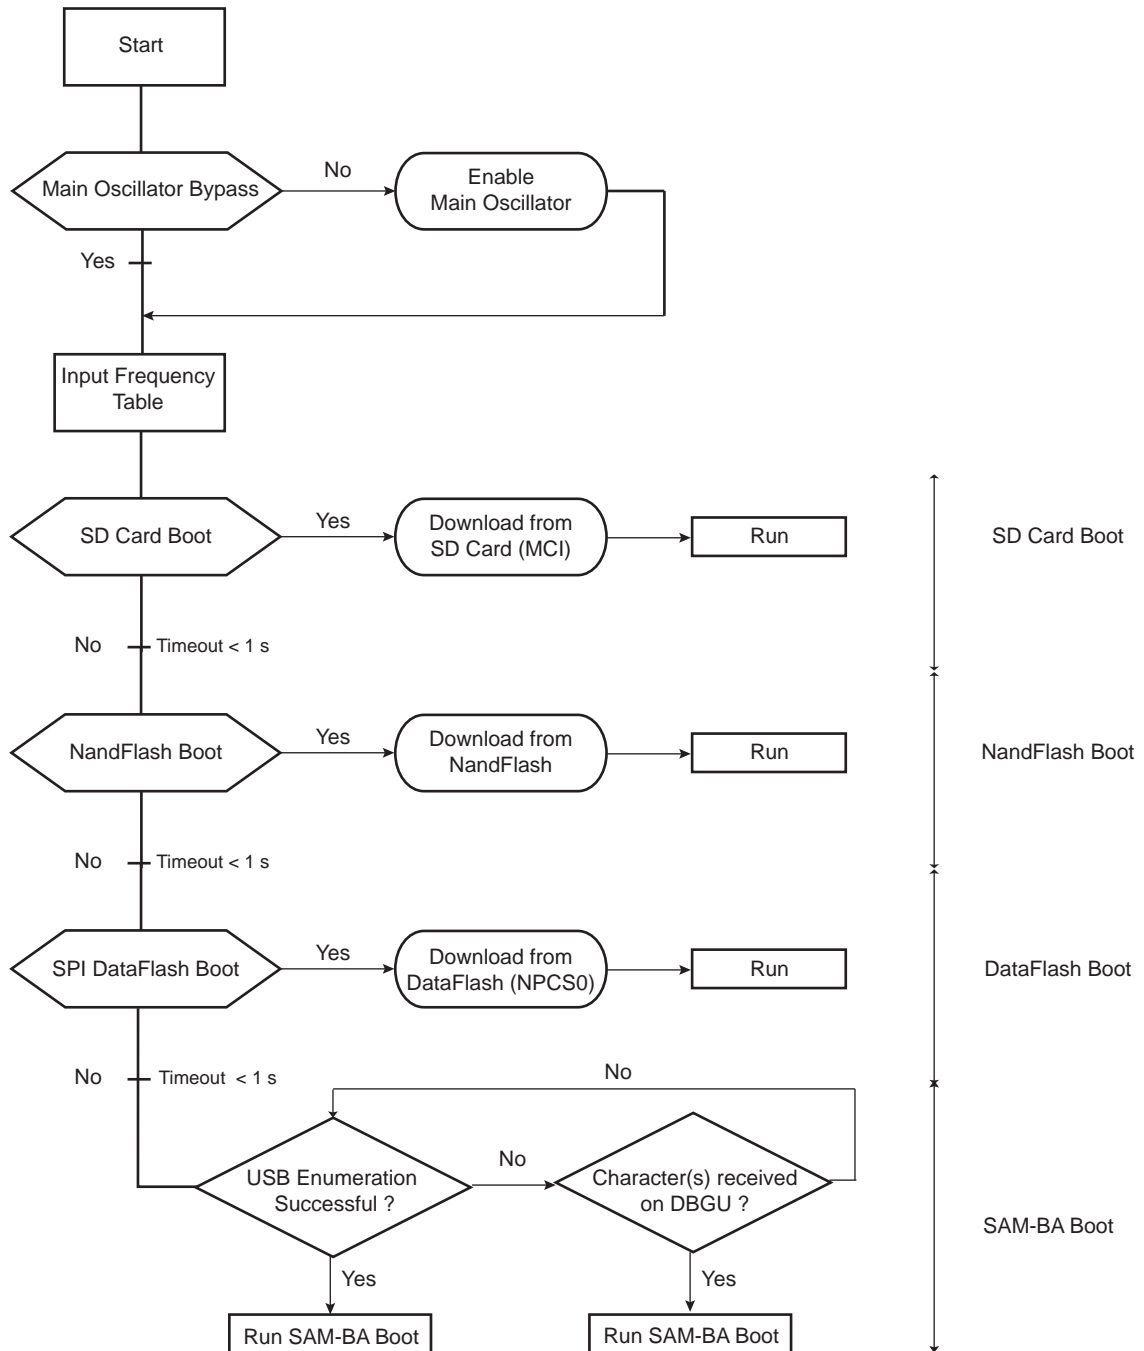 Start
Main Oscillator Bypass
No
Enable
Main Oscillator
Yes
Input Frequency
Table
SD Card Boot
Yes
Download from
SD Card (MCI)
Run
SD Card Boot
No
Timeout < 1 s
NandFlash Boot
Yes
Download from
NandFlash
Run
NandFlash Boot
No
Timeout < 1 s
SPI DataFlash Boot
Yes
Download from
DataFlash (NPCS0)
Run
DataFlash Boot
No
Timeout < 1 s
No
USB Enumeration
Successful ?
No
Character(s) received
on DBGU ?
SAM-BA Boot
Yes
Yes
Run SAM-BA Boot
Run SAM-BA Boot